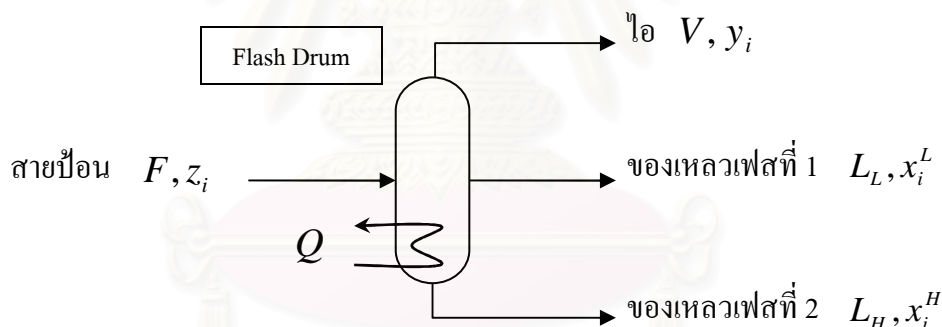 ไอ V, y_i
Flash Drum
สายป้อน F, z_i
ของเหลวเฟสที่ 1 L_L, x_i^L
Q
ของเหลวเฟสที่ 2 L_H, x_i^H